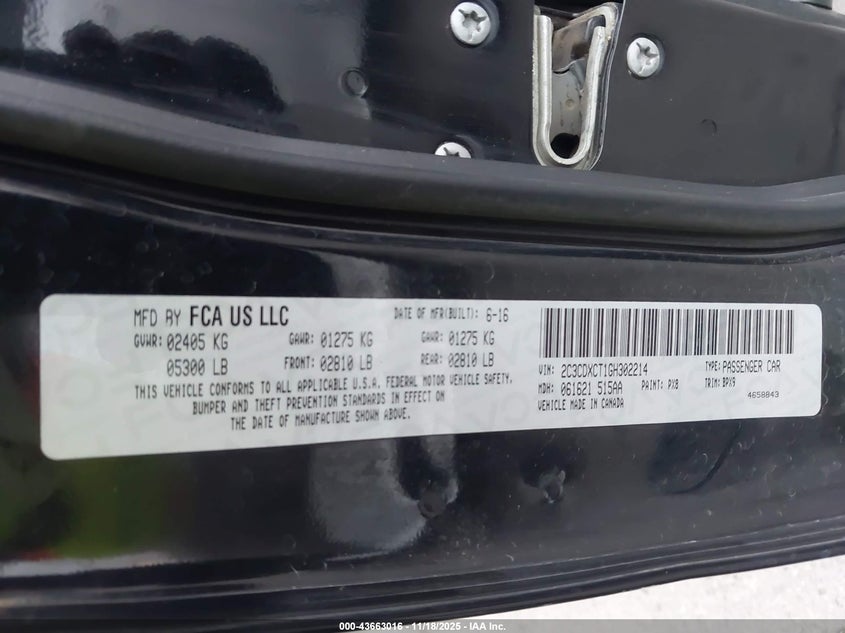 MFD BY FCA US LLC DATE OF MFR(BUILT): 6-16
GVWR: 02405 KG GAWR: 01275 KG GAWR: 01275 KG
05300 LB FRONT: 02810 LB REAR: 02810 LB
THIS VEHICLE CONFORMS TO ALL APPLICABLE U.S.A. FEDERAL MOTOR VEHICLE SAFETY,
BUMPER AND THEFT PREVENTION STANDARDS IN EFFECT ON
THE DATE OF MANUFACTURE SHOWN ABOVE.
VIN: 2C3CDXCT1GH302214 TYPE: PASSENGER CAR
MDH: 061621 515AA PAINT: PX8 TRIM: BPX9
VEHICLE MADE IN CANADA 4658843
000-43663016 - 11/18/2025 - IAA Inc.